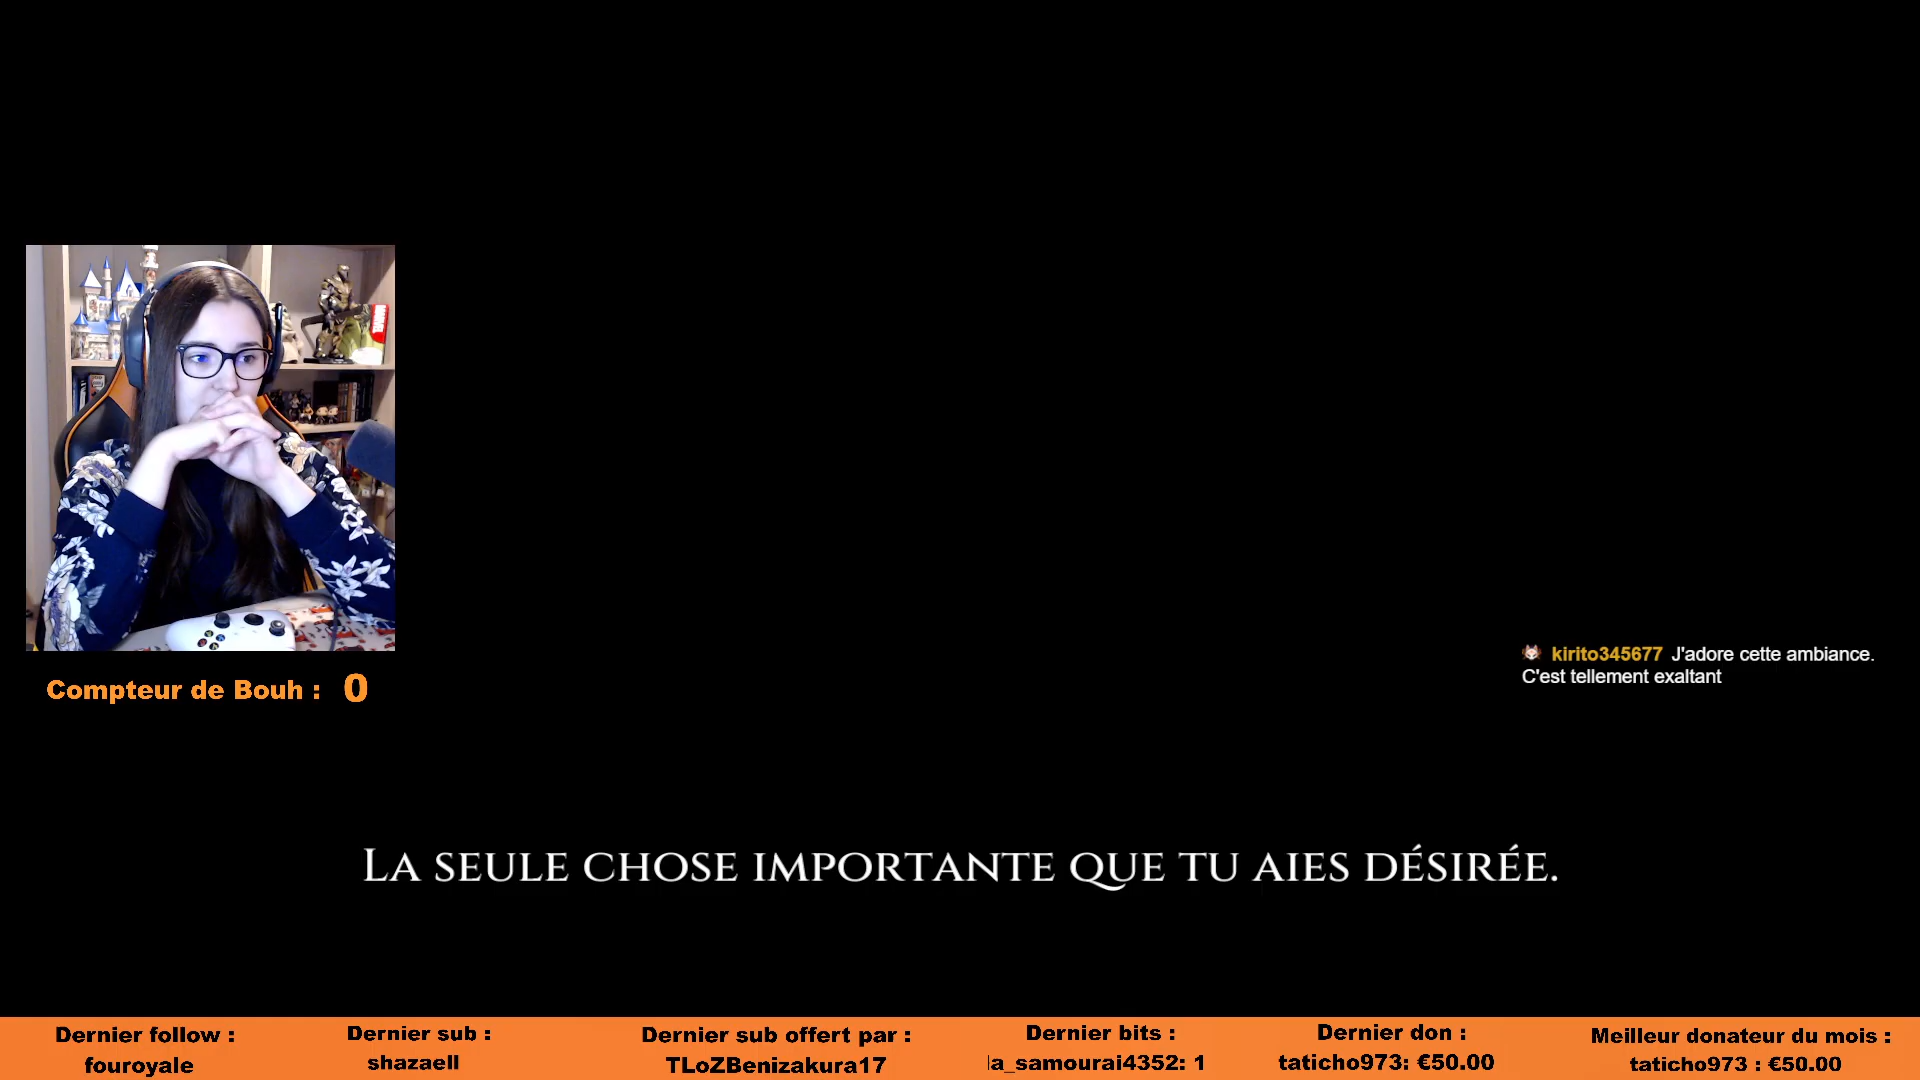 Compteur de Bouh : 0
kirito345677 J'adore cette ambiance.
C'est tellement exaltant
La seule chose importante que tu aies désirée.
Dernier follow :
fouroyale
Dernier sub :
shazaell
Dernier sub offert par :
TLoZBenizakura17
Dernier bits :
la_samourai4352: 1
Dernier don :
taticho973: €50.00
Meilleur donateur du mois :
taticho973 : €50.00